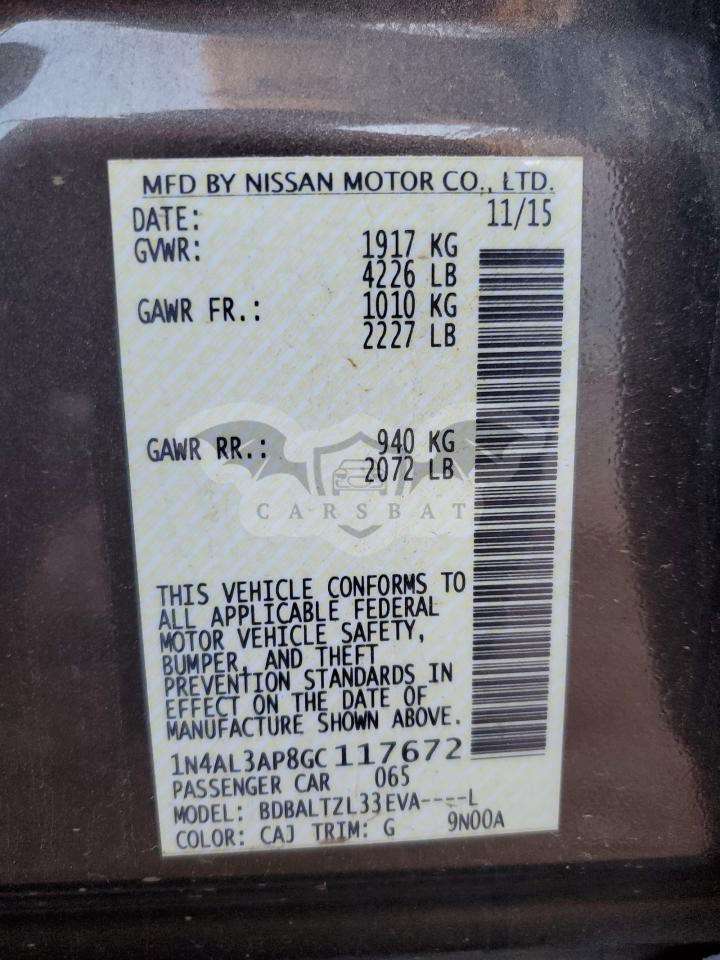 MFD BY NISSAN MOTOR CO., LTD.
DATE: 11/15
GVWR: 1917 KG
4226 LB
GAWR FR.: 1010 KG
2227 LB
GAWR RR.: 940 KG
2072 LB
CARSBAT
THIS VEHICLE CONFORMS TO
ALL APPLICABLE FEDERAL
MOTOR VEHICLE SAFETY,
BUMPER, AND THEFT
PREVENTION STANDARDS IN
EFFECT ON THE DATE OF
MANUFACTURE SHOWN ABOVE.
1N4AL3AP8GC117672
PASSENGER CAR 065
MODEL: BDBALTZL33EVA----L
COLOR: CAJ TRIM: G 9N00A